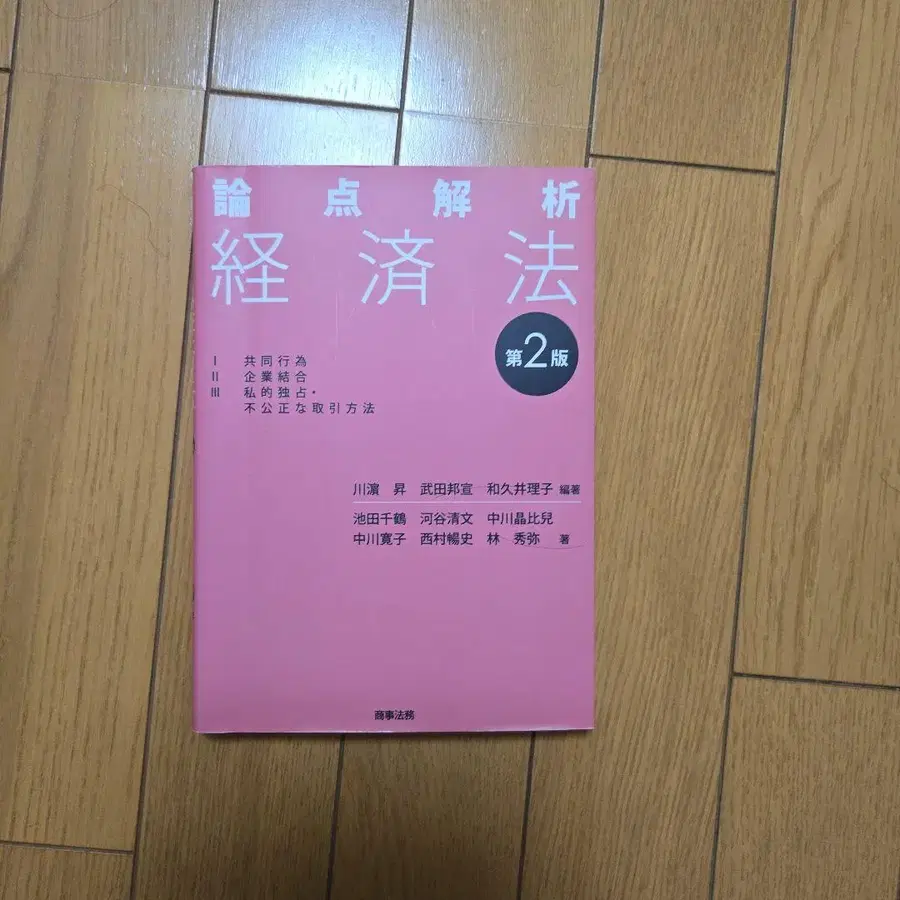 論点解析
経済法
第2版
Ⅰ 共同行為
Ⅱ 企業結合
Ⅲ 私的独占・
不公正な取引方法
川濵 昇 武田邦宣 和久井理子 編著
池田千鶴 河谷清文 中川晶比兒
中川寛子 西村暢史 林 秀弥 著
商事法務